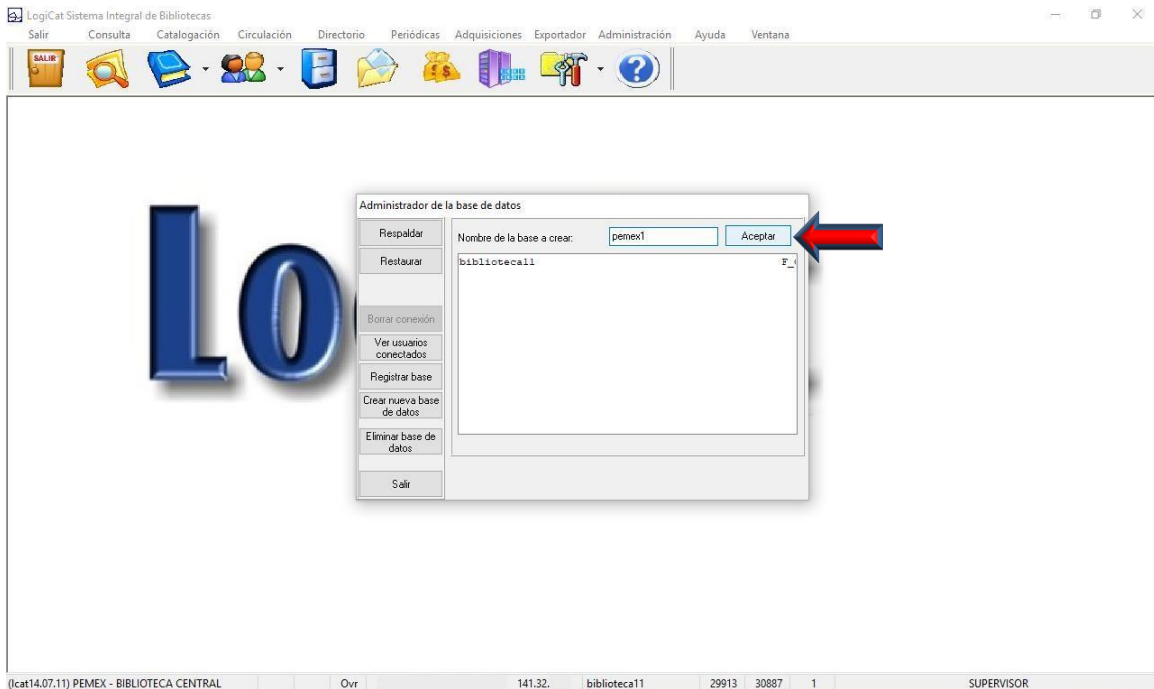 LogiCat Sistema Integral de Bibliotecas
Salir Consulta Catalogación Circulación Directorio Periódicas Adquisiciones Exportador Administración Ayuda Ventana
SALIR
Lo
Administrador de la base de datos
Respaldar
Nombre de la base a crear: pemex1 Aceptar
Restaurar
biblioteca11 F_
Borrar conexión
Ver usuarios
conectados
Registrar base
Crear nueva base
de datos
Eliminar base de
datos
Salir
(lcat14.07.11) PEMEX - BIBLIOTECA CENTRAL Ovr 141.32. biblioteca11 29913 30887 1 SUPERVISOR